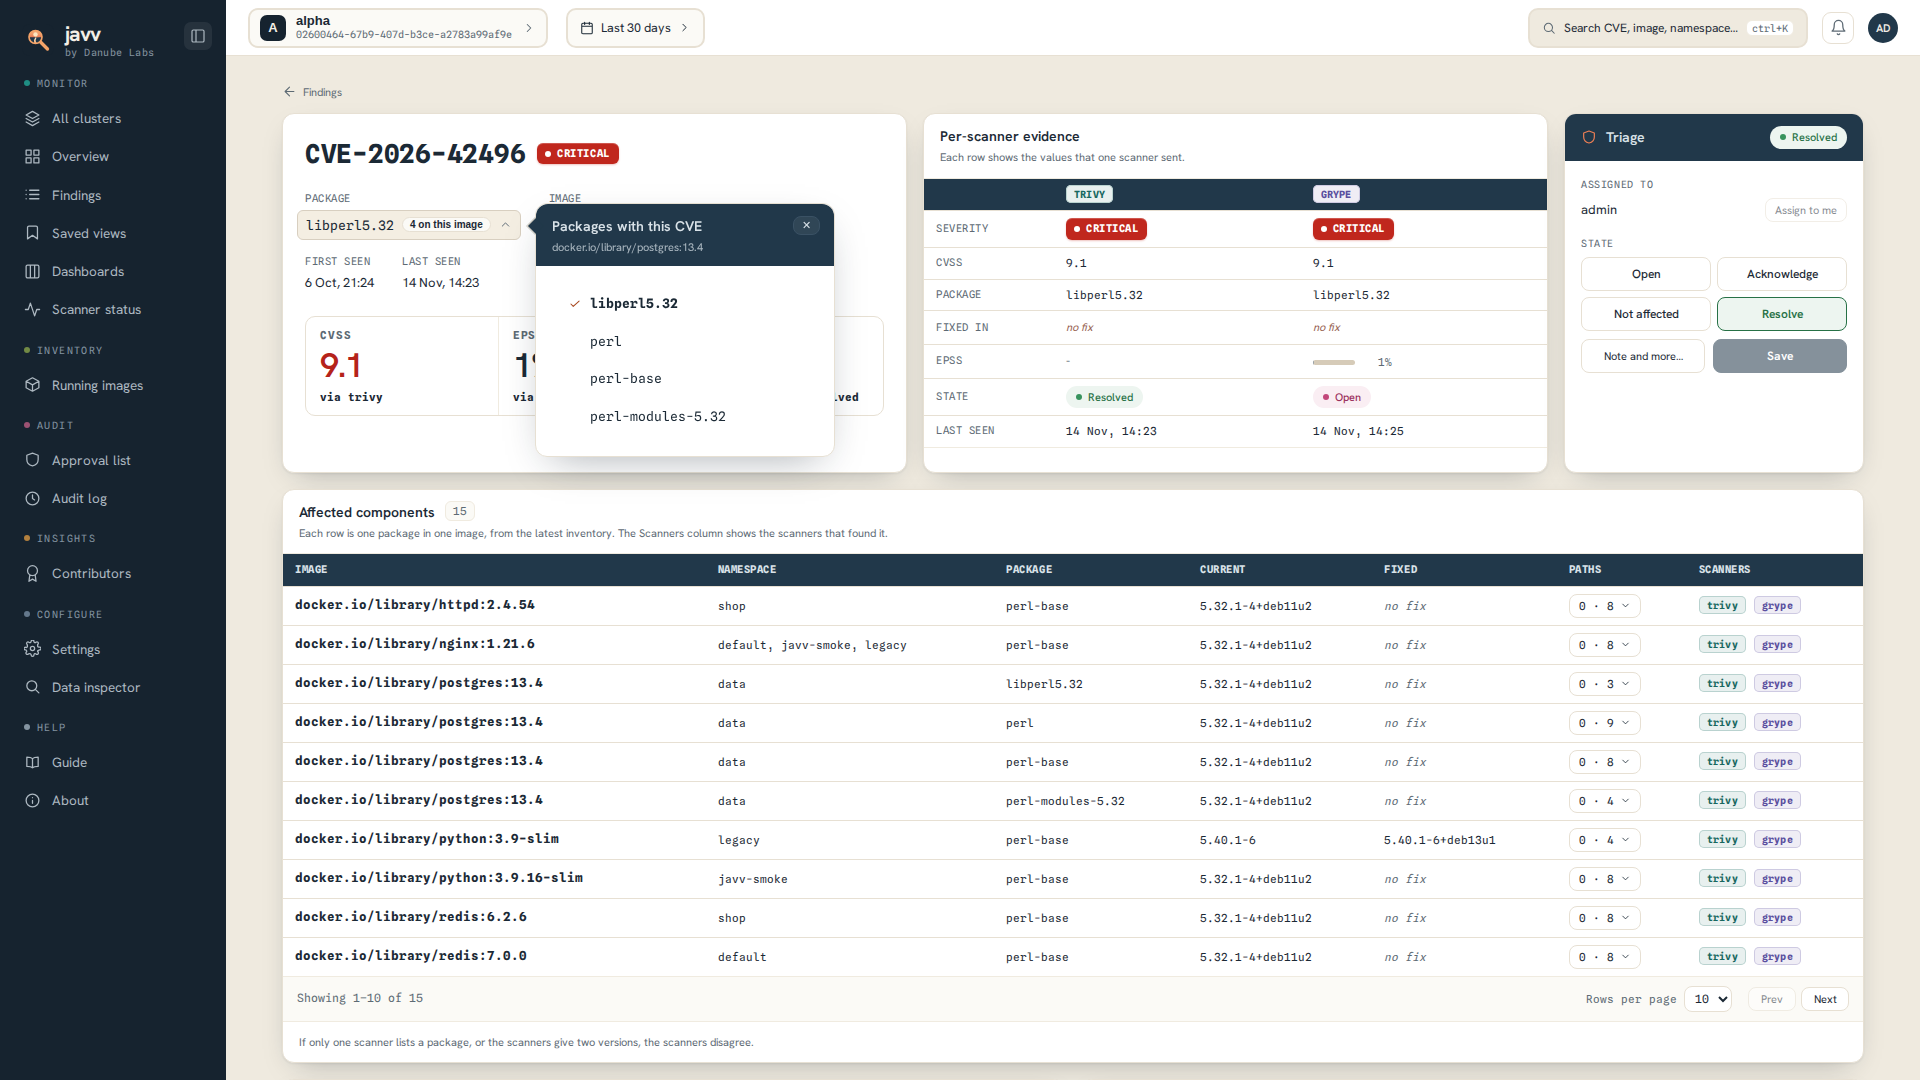 javv
by Danube Labs
MONITOR
All clusters
Overview
Findings
Saved views
Dashboards
Scanner status
INVENTORY
Running images
AUDIT
Approval list
Audit log
INSIGHTS
Contributors
CONFIGURE
Settings
Data inspector
HELP
Guide
About
A
alpha
02600464-67b9-407d-b3ce-a2783a99af9e
Last 30 days
Search CVE, image, namespace...
ctrl+K
AD
Findings
CVE-2026-42496
CRITICAL
PACKAGE
IMAGE
libperl5.32 4 on this image
FIRST SEEN LAST SEEN
6 Oct, 21:24 14 Nov, 14:23
CVSS
9.1
via trivy
EPS
via
lved
Packages with this CVE
docker.io/library/postgres:13.4
libperl5.32
perl
perl-base
perl-modules-5.32
Per-scanner evidence
Each row shows the values that one scanner sent.
TRIVY GRYPE
SEVERITY CRITICAL CRITICAL
CVSS 9.1 9.1
PACKAGE libperl5.32 libperl5.32
FIXED IN no fix no fix
EPSS - 1%
STATE Resolved Open
LAST SEEN 14 Nov, 14:23 14 Nov, 14:25
Triage Resolved
ASSIGNED TO
admin Assign to me
STATE
Open Acknowledge
Not affected Resolve
Note and more... Save
Affected components 15
Each row is one package in one image, from the latest inventory. The Scanners column shows the scanners that found it.
IMAGE NAMESPACE PACKAGE CURRENT FIXED PATHS SCANNERS
docker.io/library/httpd:2.4.54 shop perl-base 5.32.1-4+deb11u2 no fix 0 · 8 trivy grype
docker.io/library/nginx:1.21.6 default, javv-smoke, legacy perl-base 5.32.1-4+deb11u2 no fix 0 · 8 trivy grype
docker.io/library/postgres:13.4 data libperl5.32 5.32.1-4+deb11u2 no fix 0 · 3 trivy grype
docker.io/library/postgres:13.4 data perl 5.32.1-4+deb11u2 no fix 0 · 9 trivy grype
docker.io/library/postgres:13.4 data perl-base 5.32.1-4+deb11u2 no fix 0 · 8 trivy grype
docker.io/library/postgres:13.4 data perl-modules-5.32 5.32.1-4+deb11u2 no fix 0 · 4 trivy grype
docker.io/library/python:3.9-slim legacy perl-base 5.40.1-6 5.40.1-6+deb13u1 0 · 4 trivy grype
docker.io/library/python:3.9.16-slim javv-smoke perl-base 5.32.1-4+deb11u2 no fix 0 · 8 trivy grype
docker.io/library/redis:6.2.6 shop perl-base 5.32.1-4+deb11u2 no fix 0 · 8 trivy grype
docker.io/library/redis:7.0.0 default perl-base 5.32.1-4+deb11u2 no fix 0 · 8 trivy grype
Showing 1-10 of 15
Rows per page 10 Prev Next
If only one scanner lists a package, or the scanners give two versions, the scanners disagree.